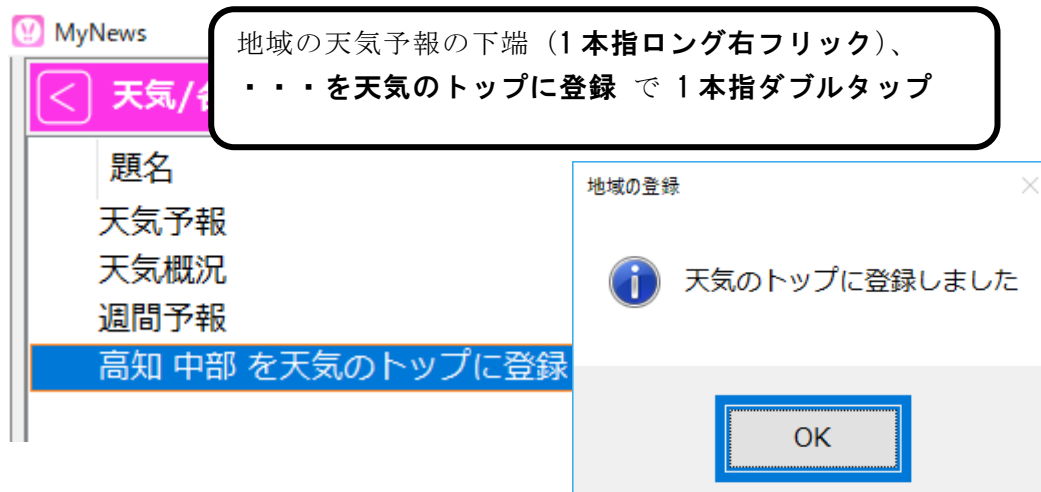 MyNews
地域の天気予報の下端（1本指ロング右フリック）、
・・・を天気のトップに登録 で 1本指ダブルタップ
天気/
題名
天気予報
天気概況
週間予報
高知 中部 を天気のトップに登録
地域の登録
天気のトップに登録しました
OK